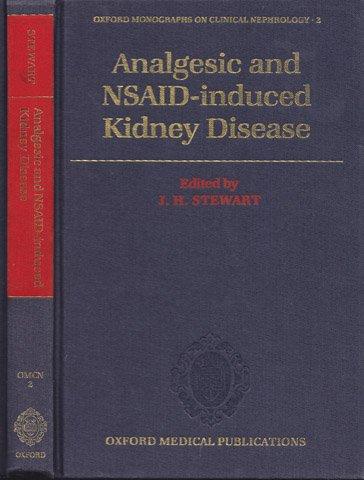 OXFORD MONOGRAPHS ON CLINICAL NEPHROLOGY · 2
Analgesic and
NSAID-induced
Kidney Disease
Edited by
J. H. STEWART
OXFORD MEDICAL PUBLICATIONS
STEWART
Analgesic and NSAID-induced
Kidney Disease
OMCN
2
OXFORD